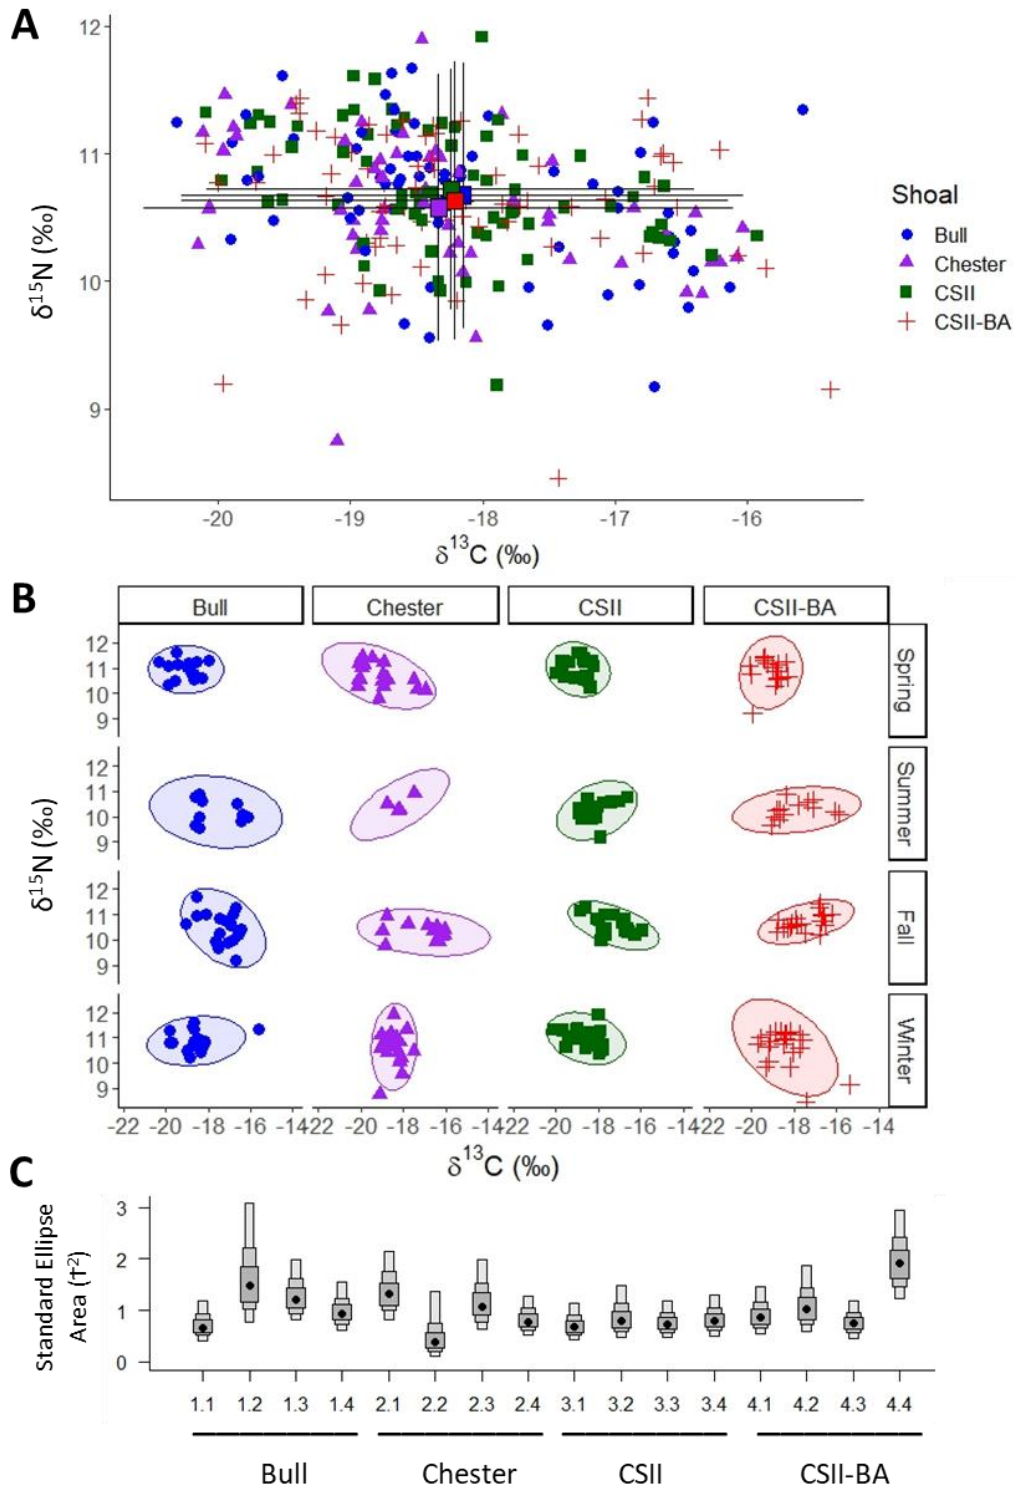 A
12
11
10
9
δ15N (‰)
-20 -19 -18 -17 -16
δ13C (‰)
Shoal
Bull
Chester
CSII
CSII-BA
B
Bull Chester CSII CSII-BA
12
11
10
9
Spring
12
11
10
9
Summer
12
11
10
9
Fall
12
11
10
9
Winter
δ15N (‰)
-22 -20 -18 -16 -14 -22 -20 -18 -16 -14 -22 -20 -18 -16 -14 -22 -20 -18 -16 -14
δ13C (‰)
C
Standard Ellipse
Area (Ϯ2)
3
2
1
0
1.1 1.2 1.3 1.4 2.1 2.2 2.3 2.4 3.1 3.2 3.3 3.4 4.1 4.2 4.3 4.4
Bull Chester CSII CSII-BA